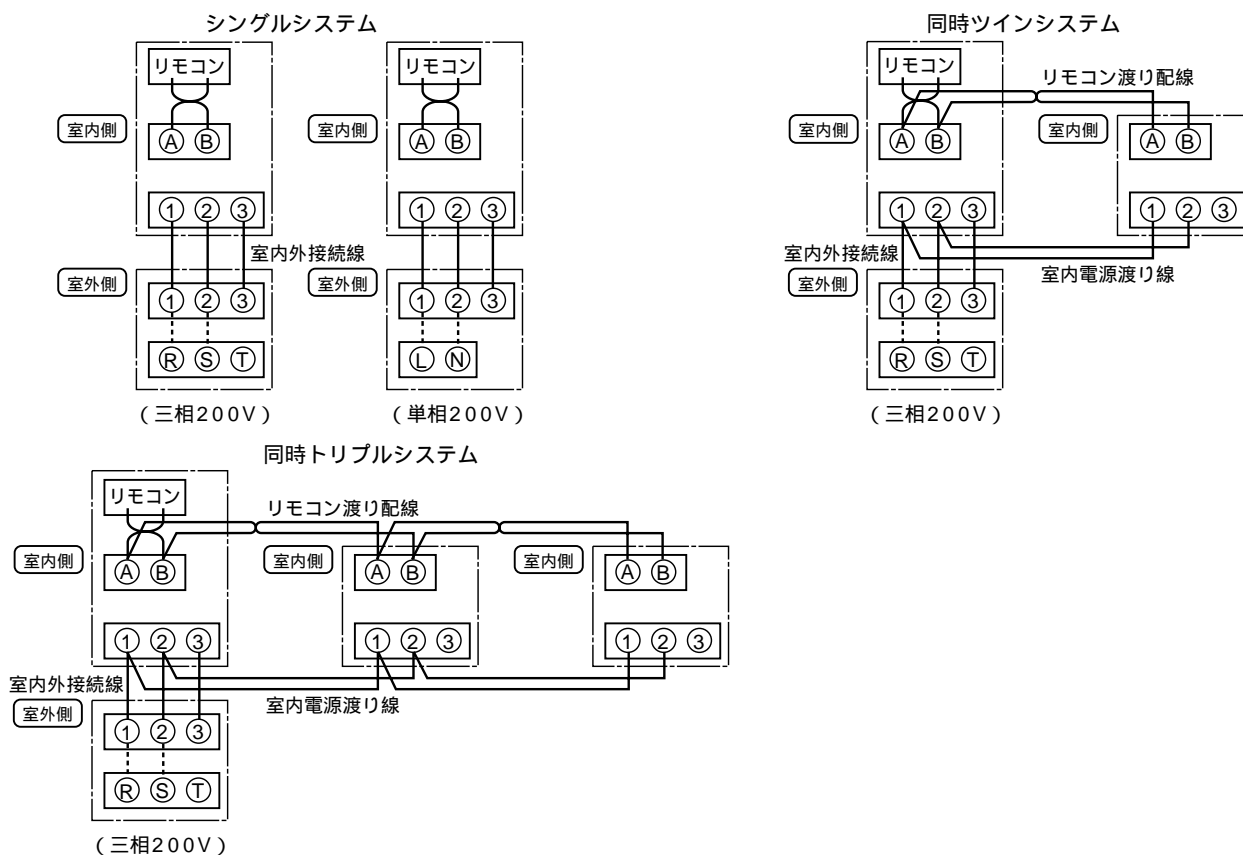 シングルシステム
リモコン
室内側
A B
1 2 3
室内外接続線
室外側
1 2 3
R S T
(三相200V)
リモコン
室内側
A B
1 2 3
室外側
1 2 3
L N
(単相200V)
同時ツインシステム
リモコン
リモコン渡り配線
室内側
A B
室内側
A B
1 2 3
1 2 3
室内外接続線
室内電源渡り線
室外側
1 2 3
R S T
(三相200V)
同時トリプルシステム
リモコン
リモコン渡り配線
室内側
A B
室内側
A B
室内側
A B
1 2 3
1 2 3
1 2 3
室内外接続線
室内電源渡り線
室外側
1 2 3
R S T
(三相200V)